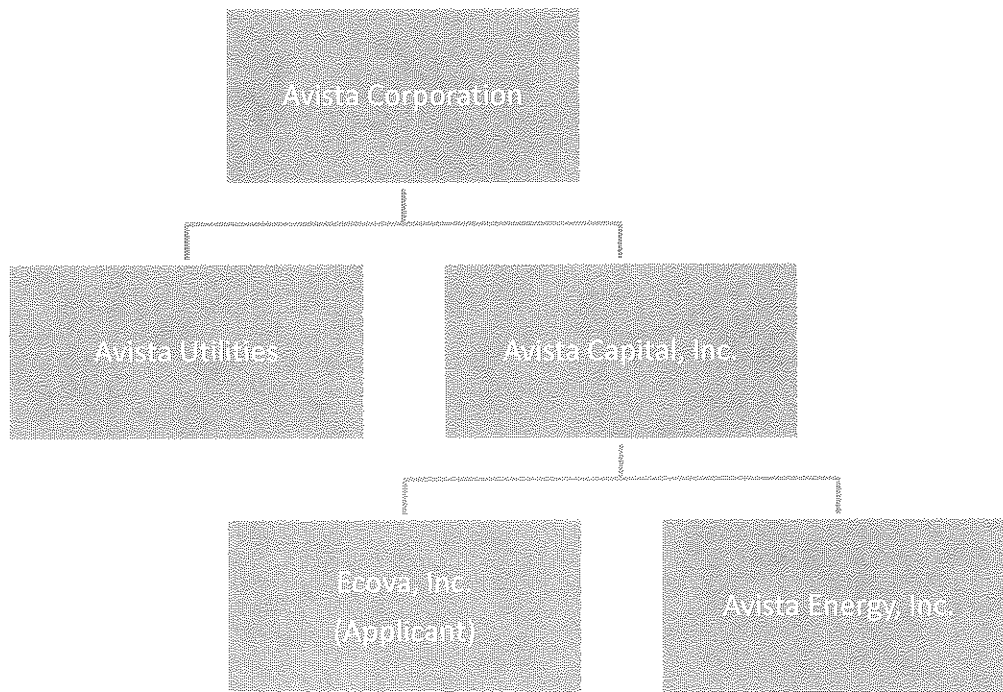 Avista Corporation
Avista Utilities
Avista Capital, Inc.
Ecova, Inc.
(Applicant)
Avista Energy, Inc.